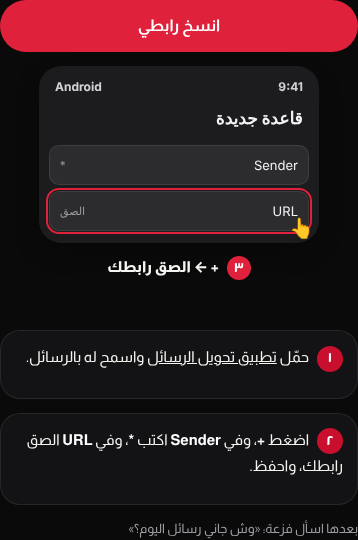 انسخ رابطي
9:41 Android
قاعدة جديدة
Sender *
URL الصق
٣ + ← الصق رابطك
١ حمّل تطبيق تحويل الرسائل واسمح له بالرسائل.
٢ اضغط +، وفي Sender اكتب *، وفي URL الصق
رابطك، واحفظ.
بعدها اسأل فزعة: «وش جاني رسائل اليوم؟»